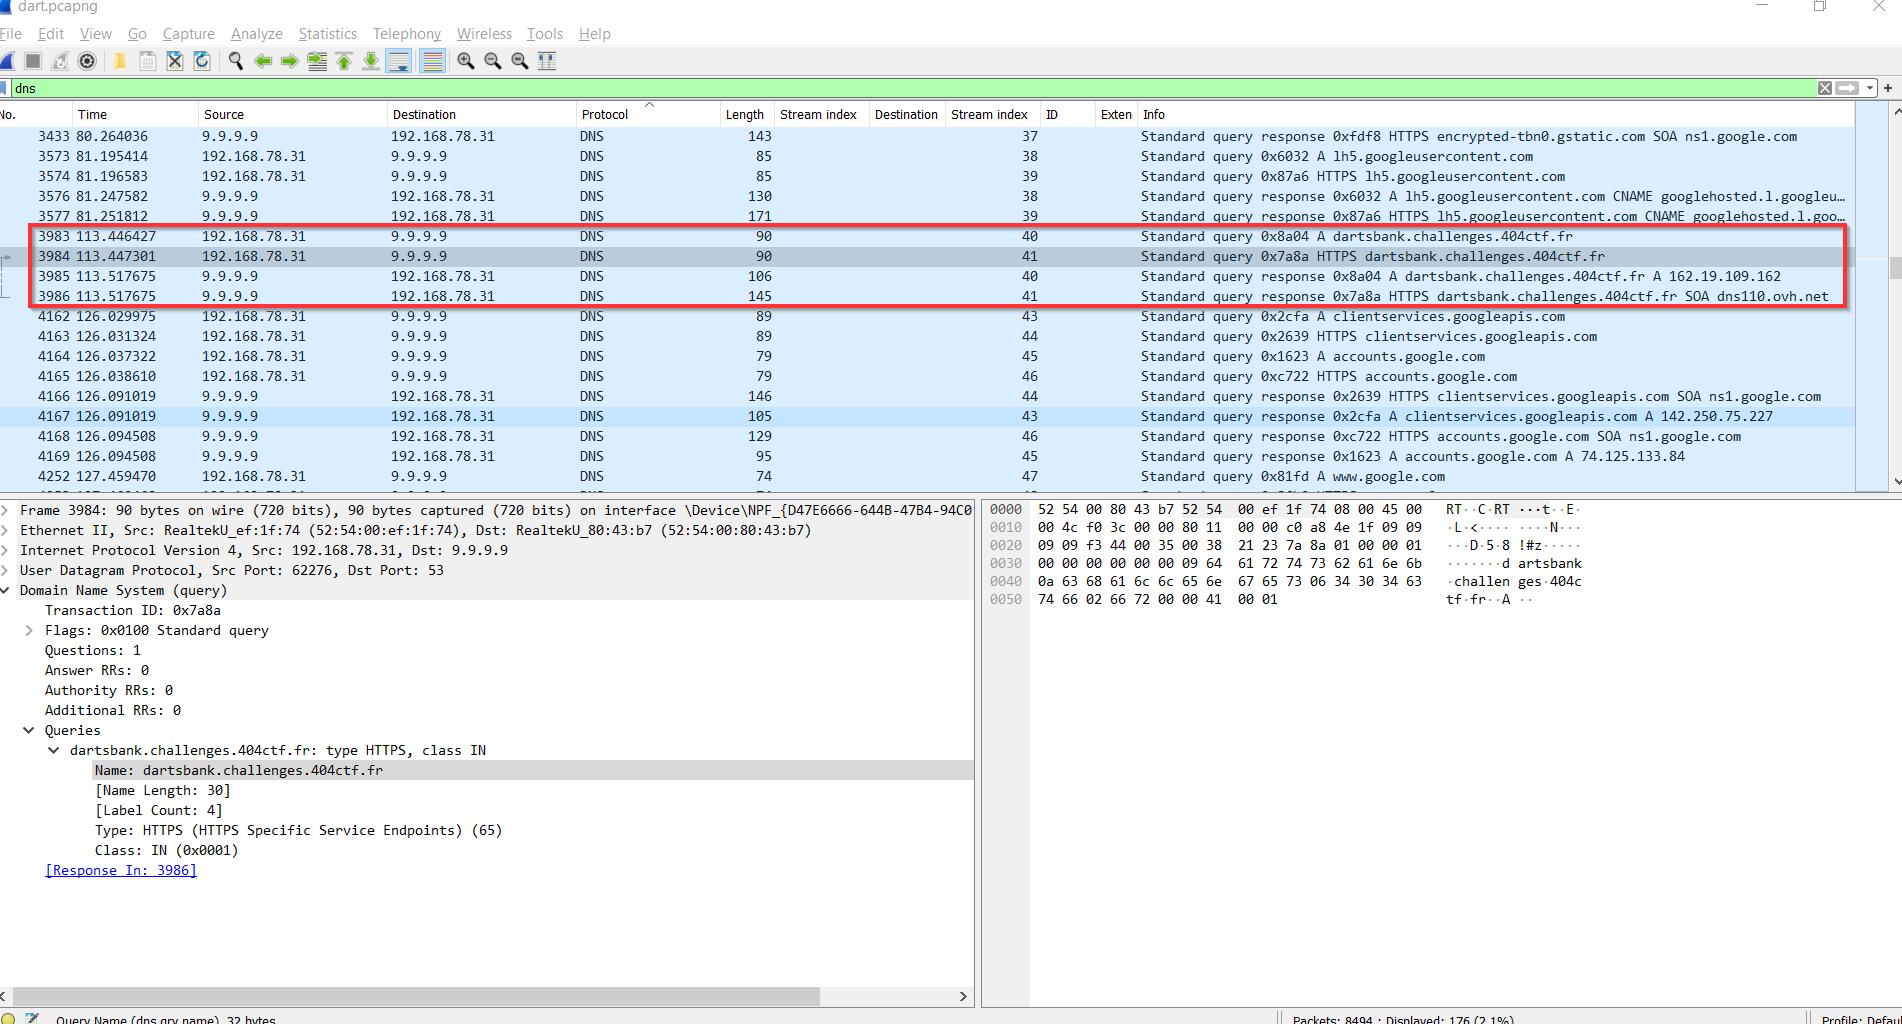 dart.pcapng
File Edit View Go Capture Analyze Statistics Telephony Wireless Tools Help
dns
No. Time Source Destination Protocol Length Stream index Destination Stream index ID Exten Info
3433 80.264036 9.9.9.9 192.168.78.31 DNS 143 37 Standard query response 0xfdf8 HTTPS encrypted-tbn0.gstatic.com SOA ns1.google.com
3573 81.195414 192.168.78.31 9.9.9.9 DNS 85 38 Standard query 0x6032 A lh5.googleusercontent.com
3574 81.196583 192.168.78.31 9.9.9.9 DNS 85 39 Standard query 0x87a6 HTTPS lh5.googleusercontent.com
3576 81.247582 9.9.9.9 192.168.78.31 DNS 130 38 Standard query response 0x6032 A lh5.googleusercontent.com CNAME googlehosted.l.googleu…
3577 81.251812 9.9.9.9 192.168.78.31 DNS 171 39 Standard query response 0x87a6 HTTPS lh5.googleusercontent.com CNAME googlehosted.l.goo…
3983 113.446427 192.168.78.31 9.9.9.9 DNS 90 40 Standard query 0x8a04 A dartsbank.challenges.404ctf.fr
3984 113.447301 192.168.78.31 9.9.9.9 DNS 90 41 Standard query 0x7a8a HTTPS dartsbank.challenges.404ctf.fr
3985 113.517675 9.9.9.9 192.168.78.31 DNS 106 40 Standard query response 0x8a04 A dartsbank.challenges.404ctf.fr A 162.19.109.162
3986 113.517675 9.9.9.9 192.168.78.31 DNS 145 41 Standard query response 0x7a8a HTTPS dartsbank.challenges.404ctf.fr SOA dns110.ovh.net
4162 126.029975 192.168.78.31 9.9.9.9 DNS 89 43 Standard query 0x2cfa A clientservices.googleapis.com
4163 126.031324 192.168.78.31 9.9.9.9 DNS 89 44 Standard query 0x2639 HTTPS clientservices.googleapis.com
4164 126.037322 192.168.78.31 9.9.9.9 DNS 79 45 Standard query 0x1623 A accounts.google.com
4165 126.038610 192.168.78.31 9.9.9.9 DNS 79 46 Standard query 0xc722 HTTPS accounts.google.com
4166 126.091019 9.9.9.9 192.168.78.31 DNS 146 44 Standard query response 0x2639 HTTPS clientservices.googleapis.com SOA ns1.google.com
4167 126.091019 9.9.9.9 192.168.78.31 DNS 105 43 Standard query response 0x2cfa A clientservices.googleapis.com A 142.250.75.227
4168 126.094508 9.9.9.9 192.168.78.31 DNS 129 46 Standard query response 0xc722 HTTPS accounts.google.com SOA ns1.google.com
4169 126.094508 9.9.9.9 192.168.78.31 DNS 95 45 Standard query response 0x1623 A accounts.google.com A 74.125.133.84
4252 127.459470 192.168.78.31 9.9.9.9 DNS 74 47 Standard query 0x81fd A www.google.com
Frame 3984: 90 bytes on wire (720 bits), 90 bytes captured (720 bits) on interface \Device\NPF_{D47E6666-644B-47B4-94C0
Ethernet II, Src: RealtekU_ef:1f:74 (52:54:00:ef:1f:74), Dst: RealtekU_80:43:b7 (52:54:00:80:43:b7)
Internet Protocol Version 4, Src: 192.168.78.31, Dst: 9.9.9.9
User Datagram Protocol, Src Port: 62276, Dst Port: 53
Domain Name System (query)
Transaction ID: 0x7a8a
Flags: 0x0100 Standard query
Questions: 1
Answer RRs: 0
Authority RRs: 0
Additional RRs: 0
Queries
dartsbank.challenges.404ctf.fr: type HTTPS, class IN
Name: dartsbank.challenges.404ctf.fr
[Name Length: 30]
[Label Count: 4]
Type: HTTPS (HTTPS Specific Service Endpoints) (65)
Class: IN (0x0001)
[Response In: 3986]
0000 52 54 00 80 43 b7 52 54 00 ef 1f 74 08 00 45 00 RT··C·RT ···t··E·
0010 00 4c f0 3c 00 00 80 11 00 00 c0 a8 4e 1f 09 09 ·L·<···· ····N···
0020 09 09 f3 44 00 35 00 38 21 23 7a 8a 01 00 00 01 ···D·5·8 !#z·····
0030 00 00 00 00 00 00 09 64 61 72 74 73 62 61 6e 6b ·······d artsbank
0040 0a 63 68 61 6c 6c 65 6e 67 65 73 06 34 30 34 63 ·challen ges·404c
0050 74 66 02 66 72 00 00 41 00 01 tf·fr··A ··
Query Name (dns.qry.name), 32 bytes Packets: 8494 · Displayed: 176 (2.1%) Profile: Defau